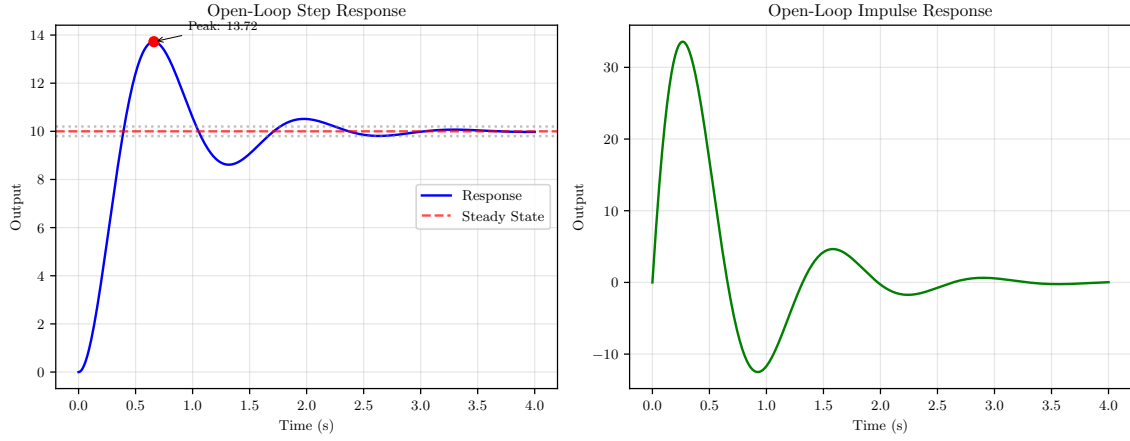 Open-Loop Step Response
Peak: 13.72
14
12
10
8
6
4
2
0
Output
Response
Steady State
0.0 0.5 1.0 1.5 2.0 2.5 3.0 3.5 4.0
Time (s)
Open-Loop Impulse Response
30
20
10
0
−10
Output
0.0 0.5 1.0 1.5 2.0 2.5 3.0 3.5 4.0
Time (s)